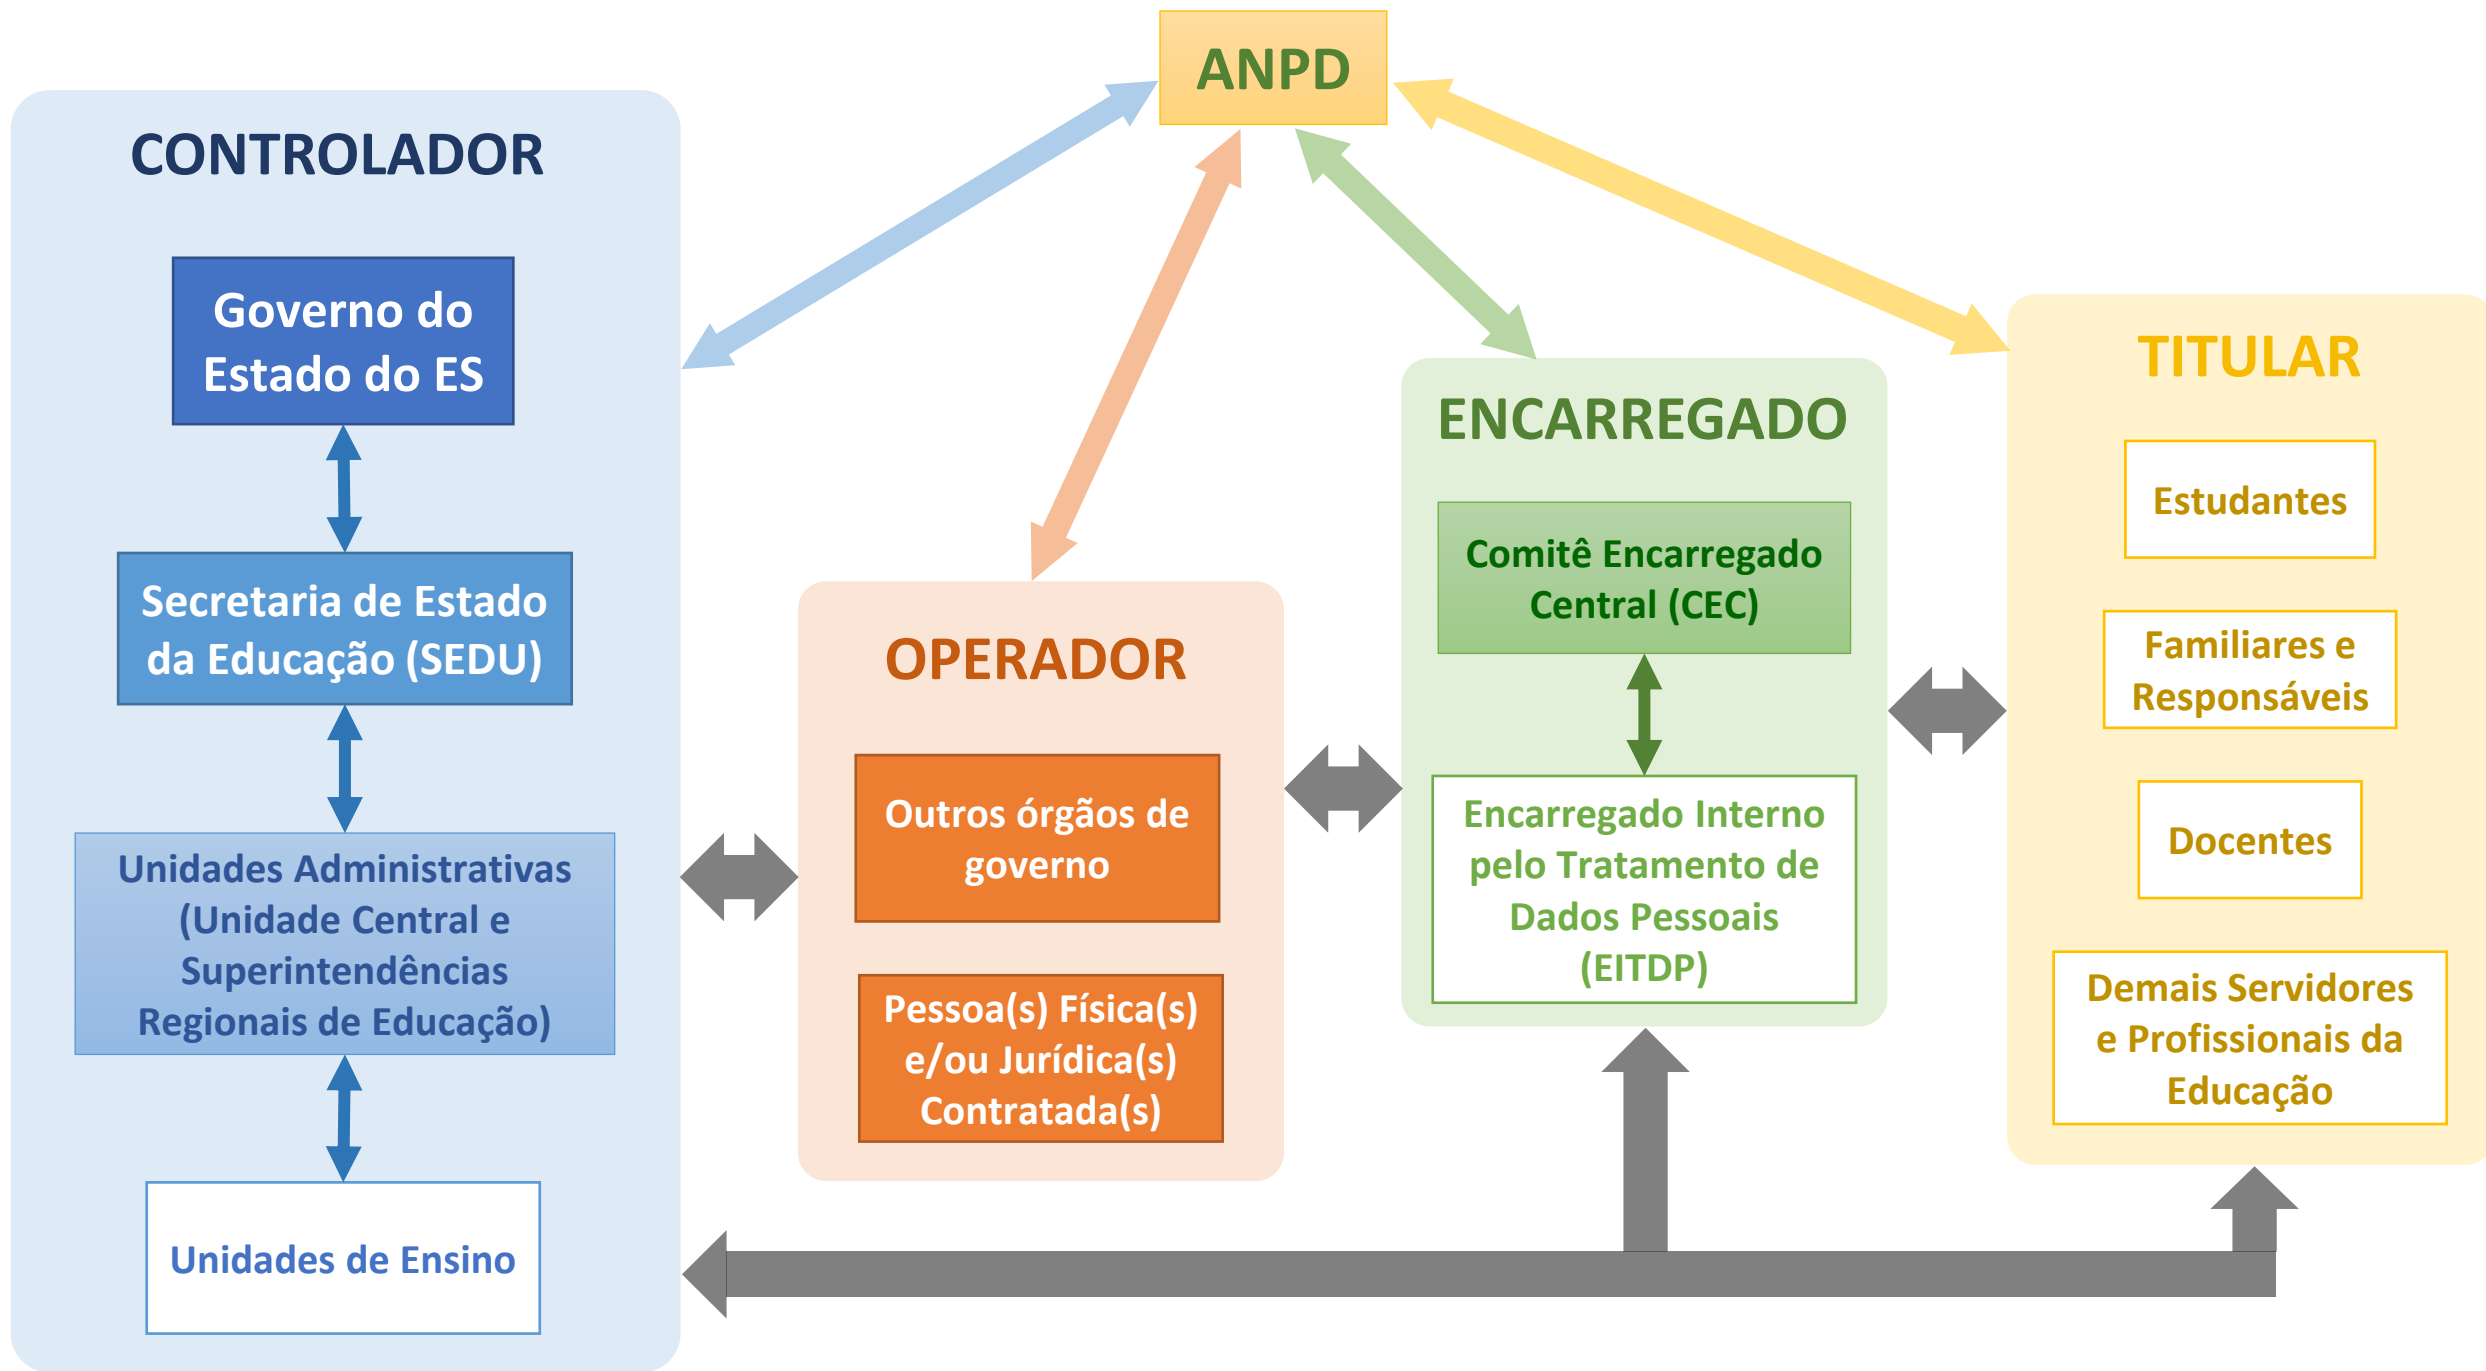 ANPD
CONTROLADOR
Governo do
Estado do ES
Secretaria de Estado
da Educação (SEDU)
Unidades Administrativas
(Unidade Central e
Superintendências
Regionais de Educação)
Unidades de Ensino
OPERADOR
Outros órgãos de
governo
Pessoa(s) Física(s)
e/ou Jurídica(s)
Contratada(s)
ENCARREGADO
Comitê Encarregado
Central (CEC)
Encarregado Interno
pelo Tratamento de
Dados Pessoais
(EITDP)
TITULAR
Estudantes
Familiares e
Responsáveis
Docentes
Demais Servidores
e Profissionais da
Educação